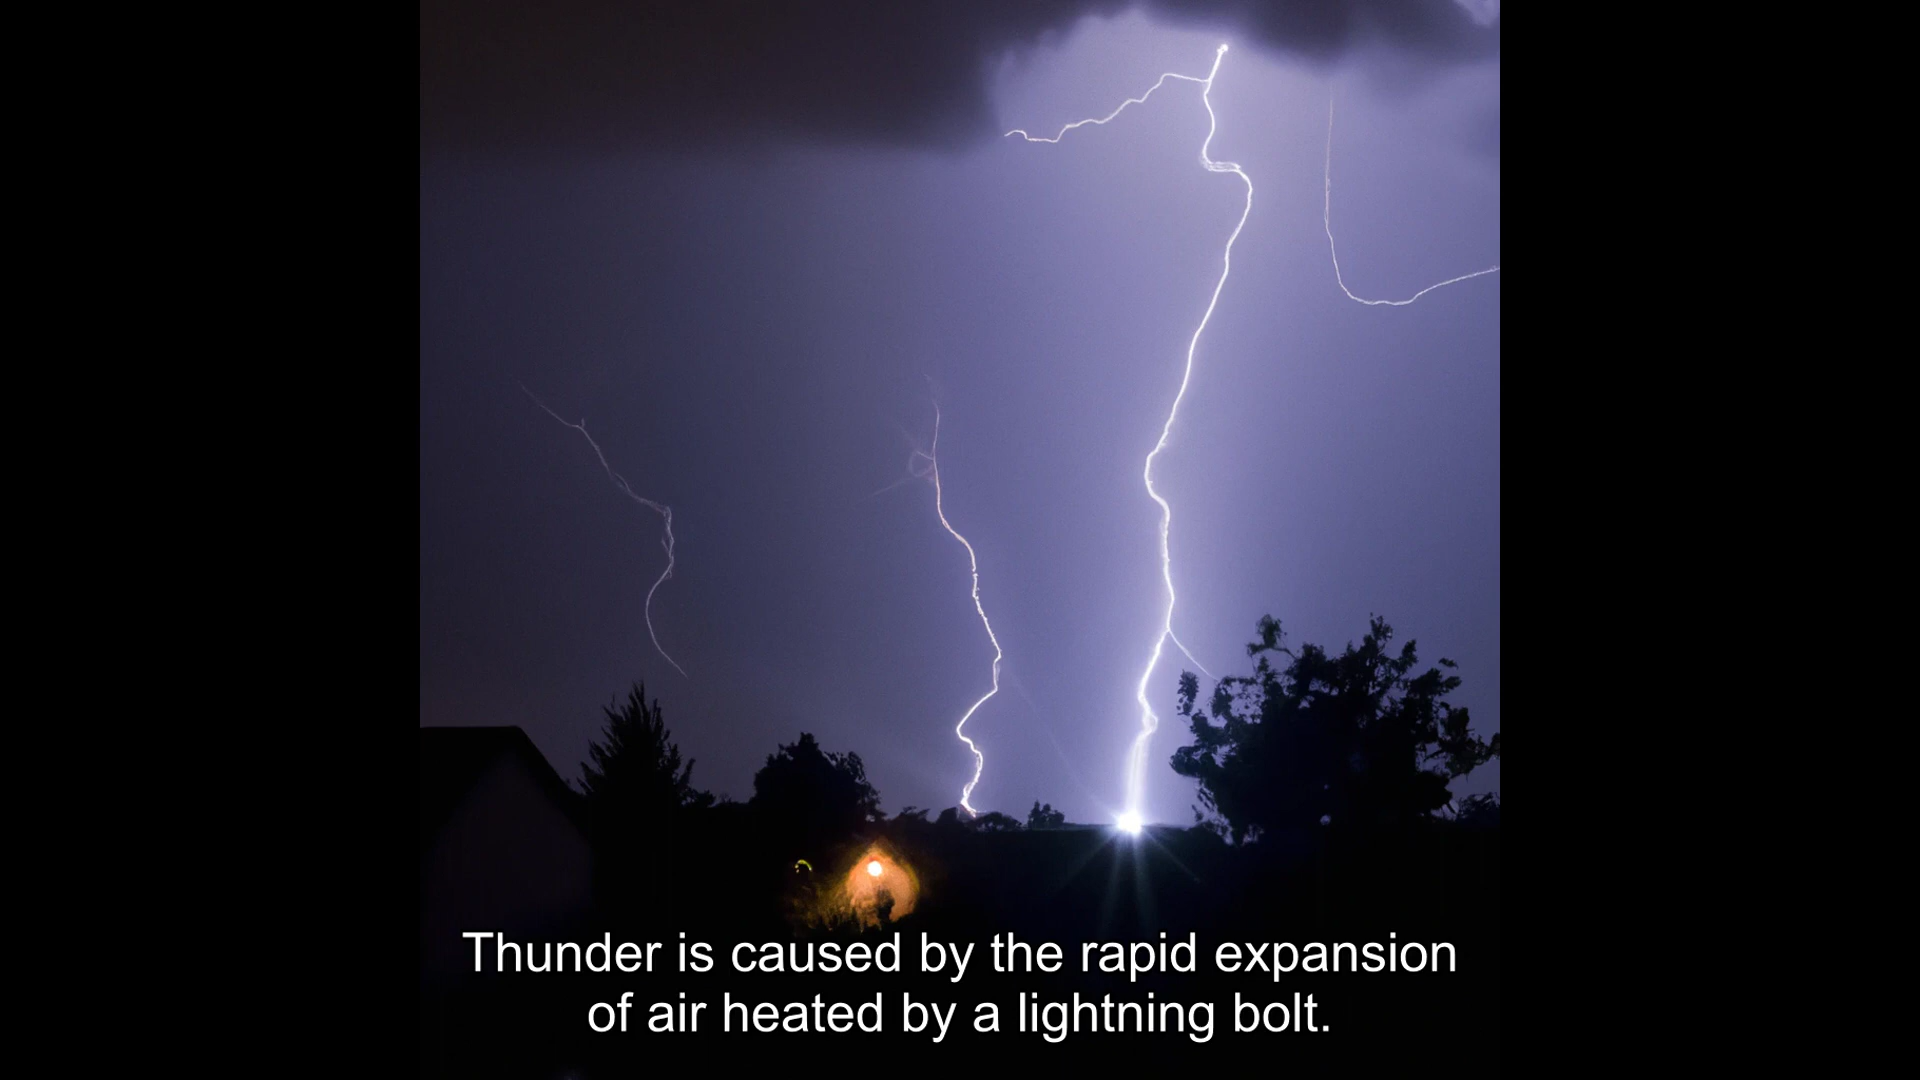 Thunder is caused by the rapid expansion
of air heated by a lightning bolt.